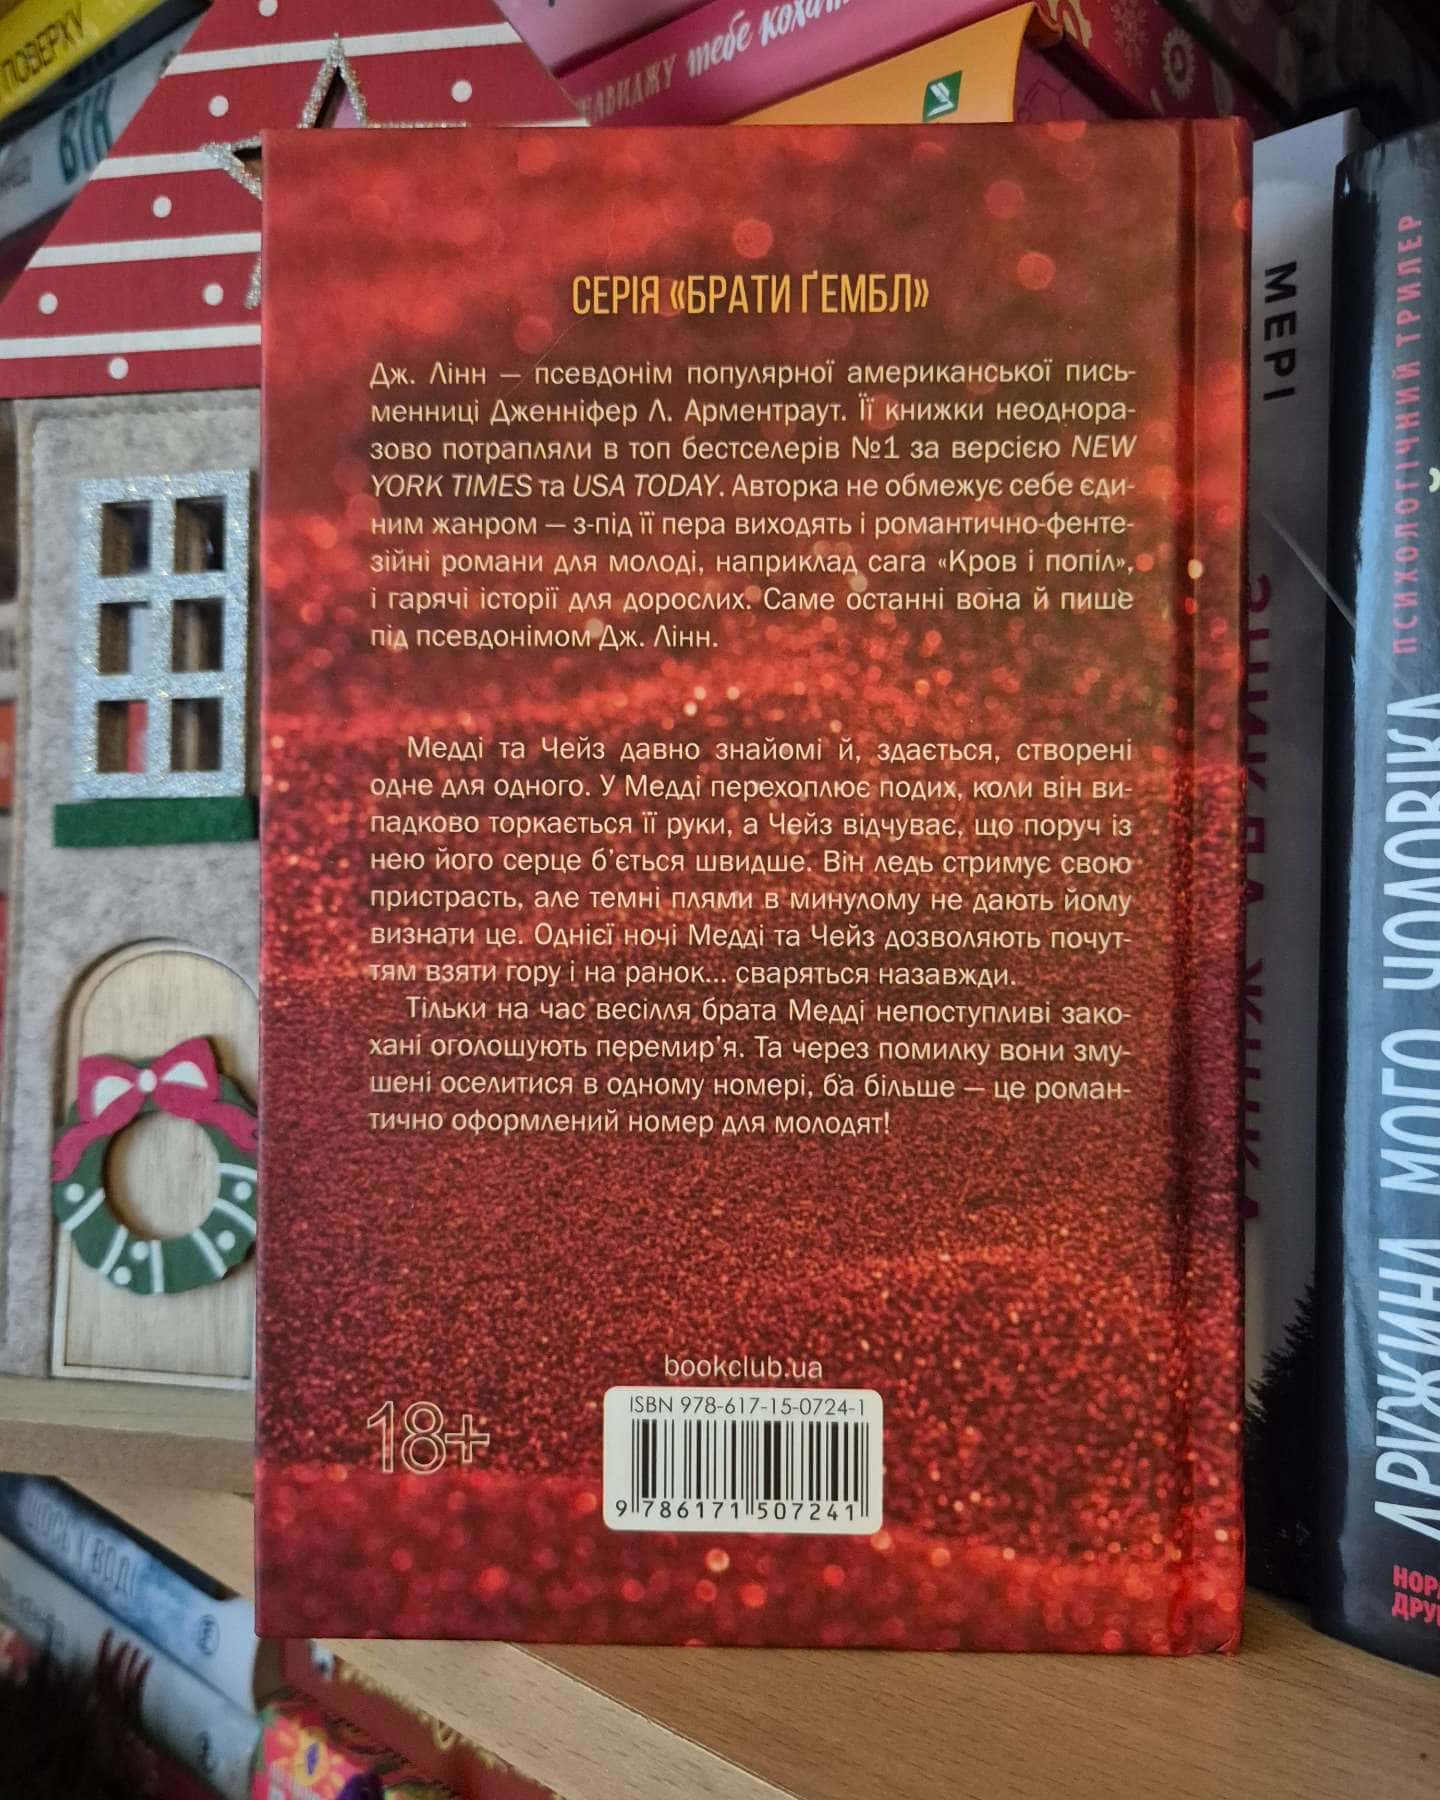 ПОВЕРХУ
БІН
НАВИДЖУ тебе кохати
СЕРІЯ «БРАТИ ҐЕМБЛ»
Дж. Лінн — псевдонім популярної американської пись-
менниці Дженніфер Л. Арментраут. Її книжки неоднора-
зово потрапляли в топ бестселерів №1 за версією NEW
YORK TIMES та USA TODAY. Авторка не обмежує себе єди-
ним жанром — з-під її пера виходять і романтично-фенте-
зійні романи для молоді, наприклад сага «Кров і попіл»,
і гарячі історії для дорослих. Саме останні вона й пише
під псевдонімом Дж. Лінн.
Медді та Чейз давно знайомі й, здається, створені
одне для одного. У Медді перехоплює подих, коли він ви-
падково торкається її руки, а Чейз відчуває, що поруч із
нею його серце б’ється швидше. Він ледь стримує свою
пристрасть, але темні плями в минулому не дають йому
визнати це. Однієї ночі Медді та Чейз дозволяють почут-
тям взяти гору і на ранок... сваряться назавжди.
Тільки на час весілля брата Медді непоступливі зако-
хані оголошують перемир’я. Та через помилку вони зму-
шені оселитися в одному номері, ба більше — це роман-
тично оформлений номер для молодят!
bookclub.ua
18+
ISBN 978-617-15-0724-1
9 786171 507241
МЕРІ
ПСИХОЛОГІЧНИЙ ТРИЛЕР
ДРУЖИНА МОГО ЧОЛОВІКА